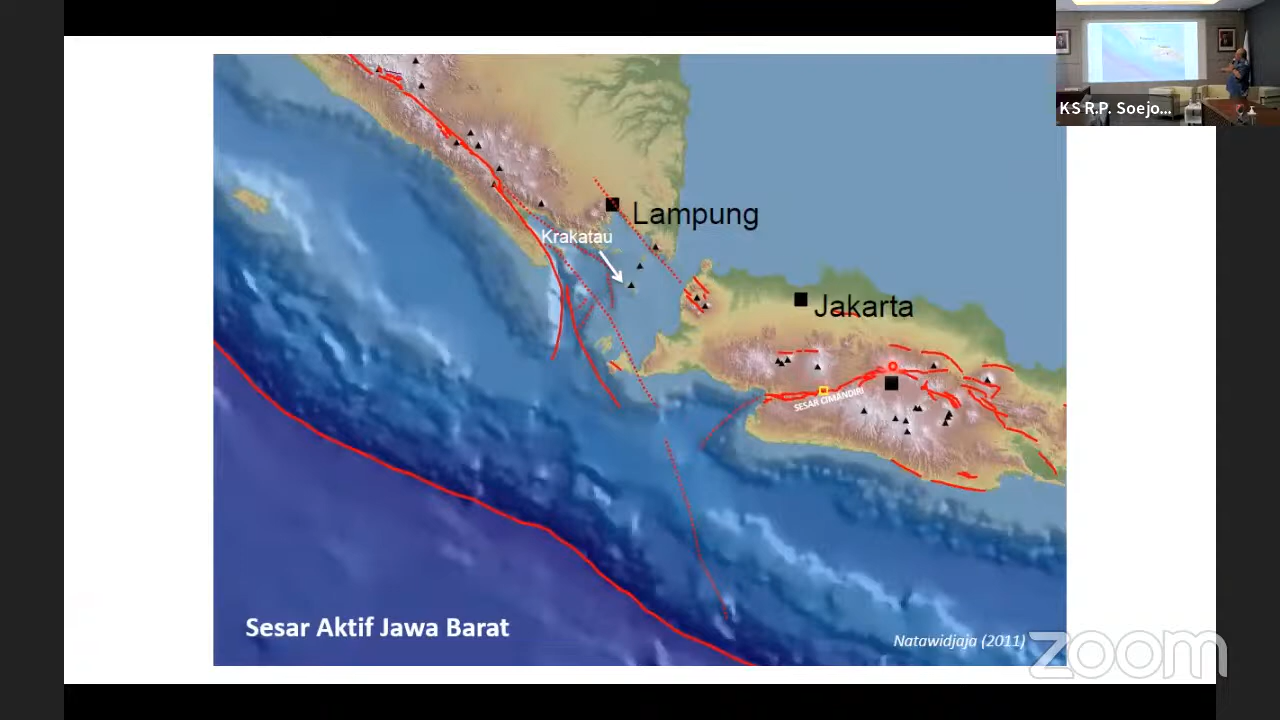 KS R.P. Soejo...
Lampung
Krakatau
Jakarta
SESAR CIMANDIRI
Sesar Aktif Jawa Barat
Natawidjaja (2011)
zoom